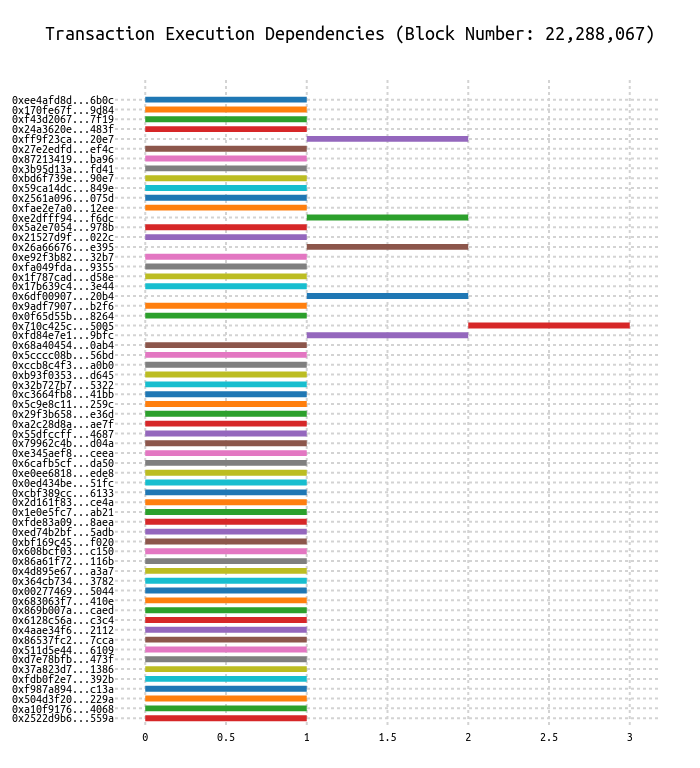 Transaction Execution Dependencies (Block Number: 22,288,067)
0xee4afd8d...6b0c
0x170fe67f...9d84
0xf43d2067...7f19
0x24a3620e...483f
0xff9f23ca...20e7
0x27e2edfd...ef4c
0x87213419...ba96
0x3b95d13a...fd41
0xbd6f739e...90e7
0x59ca14dc...849e
0x2561a096...075d
0xfae2e7a0...12ee
0xe2dfff94...f6dc
0x5a2e7054...978b
0x21527d9f...022c
0x26a66676...e395
0xe92f3b82...32b7
0xfa049fda...9355
0x1f787cad...d58e
0x17b639c4...3e44
0x6df00907...20b4
0x9adf7907...b2f6
0x0f65d55b...8264
0x710c425c...5005
0xfd84e7e1...9bfc
0x68a40454...0ab4
0x5cccc08b...56bd
0xccb8c4f3...a0b0
0xb93f0353...d645
0x32b727b7...5322
0xc3664fb8...41bb
0x5c9e8c11...259c
0x29f3b658...e36d
0xa2c28d8a...ae7f
0x55dfccff...4687
0x79962c4b...d04a
0xe345aef8...ceea
0x6cafb5cf...da50
0xe0ee6818...ede8
0x0ed434be...51fc
0xcbf389cc...6133
0x2d161f83...ce4a
0x1e0e5fc7...ab21
0xfde83a09...8aea
0xed74b2bf...5adb
0xbf169c45...f020
0x608bcf03...c150
0x86a61f72...116b
0x4d895e67...a3a7
0x364cb734...3782
0x00277469...5044
0x683063f7...410e
0x869b007a...caed
0x6128c56a...c3c4
0x4aae34f6...2112
0x86537fc2...7cca
0x511d5e44...6109
0xd7e78bfb...473f
0x37a823d7...1386
0xfdb0f2e7...392b
0xf987a894...c13a
0x504d3f20...229a
0xa10f9176...4068
0x2522d9b6...559a
0 0.5 1 1.5 2 2.5 3